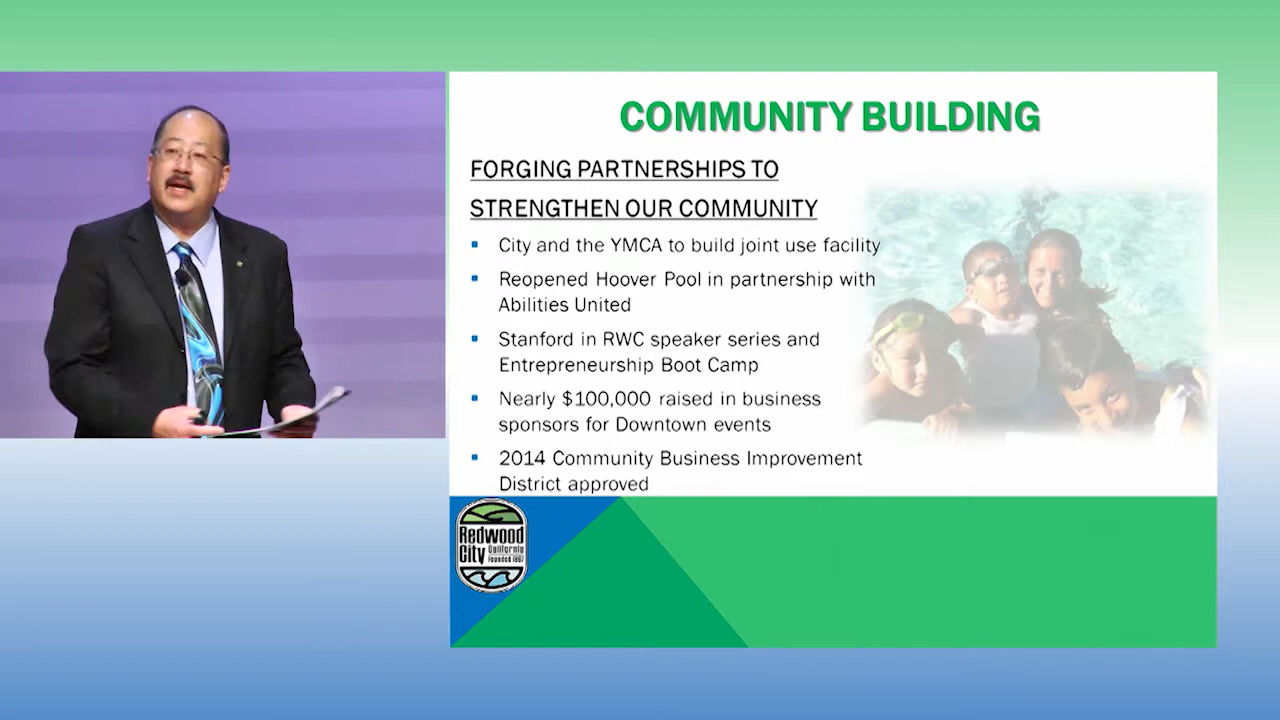 COMMUNITY BUILDING
FORGING PARTNERSHIPS TO
STRENGTHEN OUR COMMUNITY
City and the YMCA to build joint use facility
Reopened Hoover Pool in partnership with
Abilities United
Stanford in RWC speaker series and
Entrepreneurship Boot Camp
Nearly $100,000 raised in business
sponsors for Downtown events
2014 Community Business Improvement
District approved
Redwood
City
California
Founded 1867